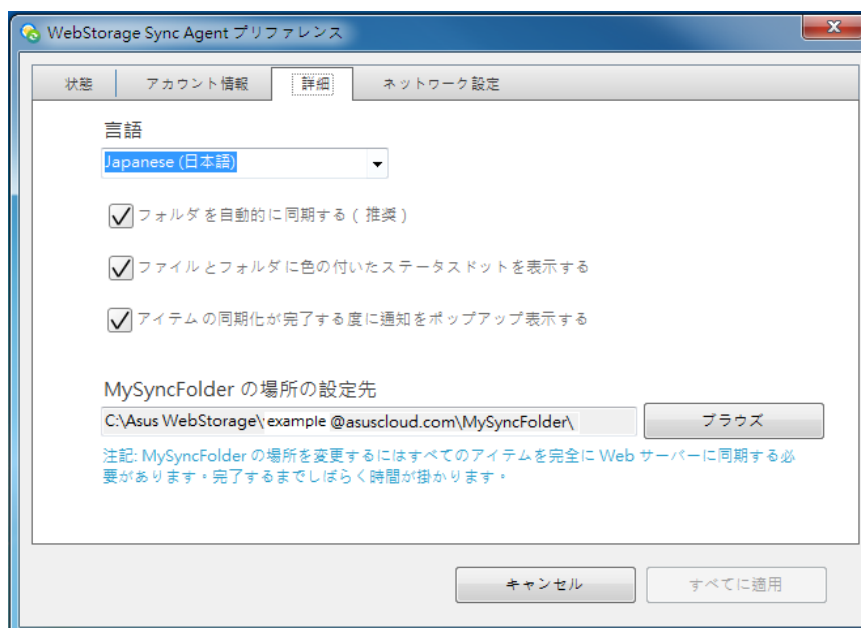 WebStorage Sync Agent プリファレンス
状態 アカウント情報 詳細 ネットワーク設定
言語
Japanese (日本語)
フォルダを自動的に同期する ( 推奨 )
ファイルとフォルダに色の付いたステータスドットを表示する
アイテムの同期化が完了する度に通知をポップアップ表示する
MySyncFolder の場所の設定先
C:\Asus WebStorage\example @asuscloud.com\MySyncFolder\ ブラウズ
注記: MySyncFolder の場所を変更するにはすべてのアイテムを完全に Web サーバーに同期する必
要があります。完了するまでしばらく時間が掛かります。
キャンセル すべてに適用